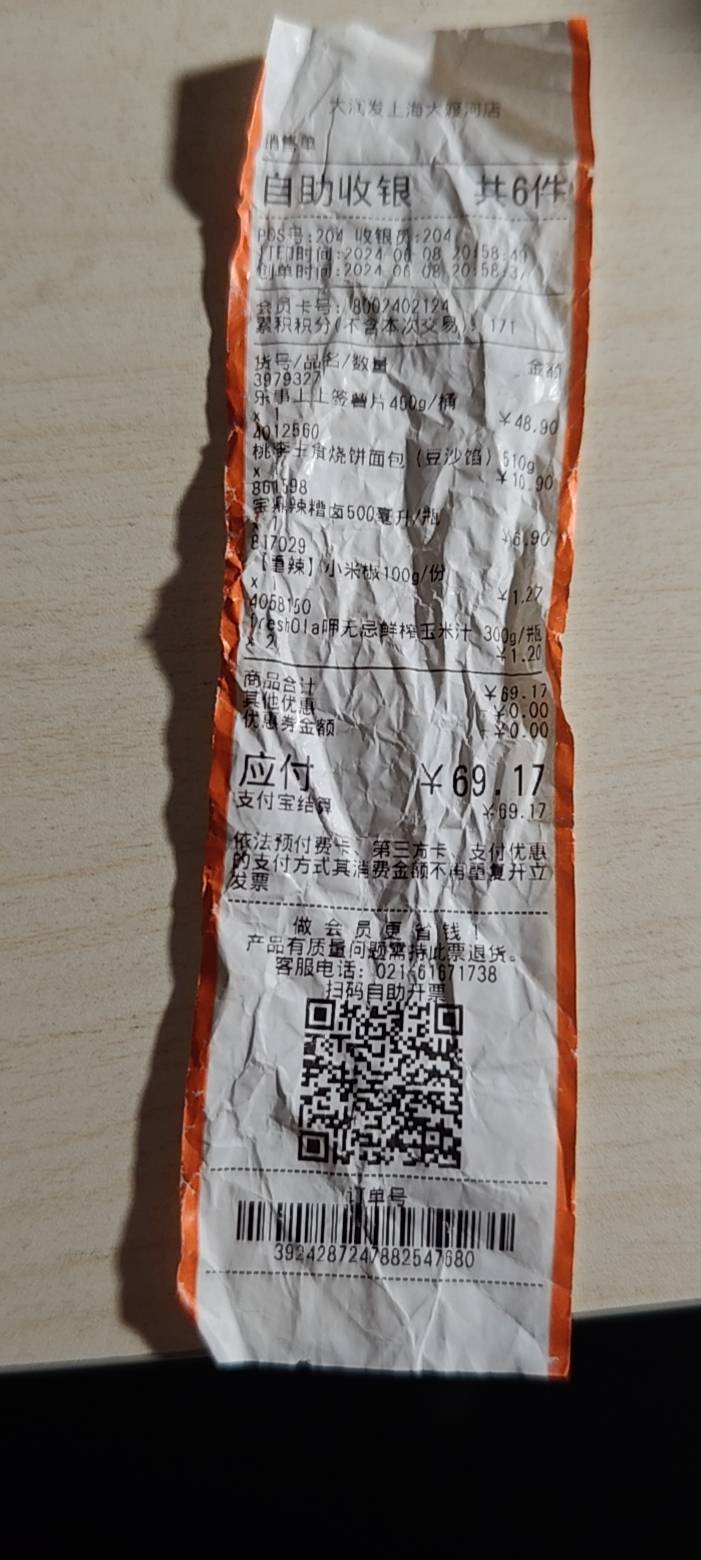 大润发上海大渡河店
销售单
自助收银 共6件
POS号:204 收银员:204
打印时间:2024 06 08 20:58:40
创单时间:2024 06 08 20:58:37
会员卡号: 8002402124
累积积分(不含本次交易): 171
货号/品名/数量 金额
3979327
乐事上上签薯片460g/桶
x 1 ￥48.90
4012560
桃李士食烧饼面包 (豆沙馅) 510g
￥10.90
861598
宝鼎辣糟卤500毫升/瓶
x 1 ￥6.90
817029
【重辣】小米椒100g/份
x 1 ￥1.27
4058150
FreshOla呷无忌鲜榨玉米汁 300g/瓶
x 2 ￥1.20
商品合计 ￥69.17
其他优惠 -￥0.00
优惠券金额 -￥0.00
应付 ￥69.17
支付宝结算 ￥69.17
依法预付费卡、第三方卡、支付优惠
的支付方式其消费金额不再重复开立
发票
做会员更省钱!
产品有质量问题需持此票退货。
客服电话: 021-61671738
扫码自助开票
订单号
3924287247882547680